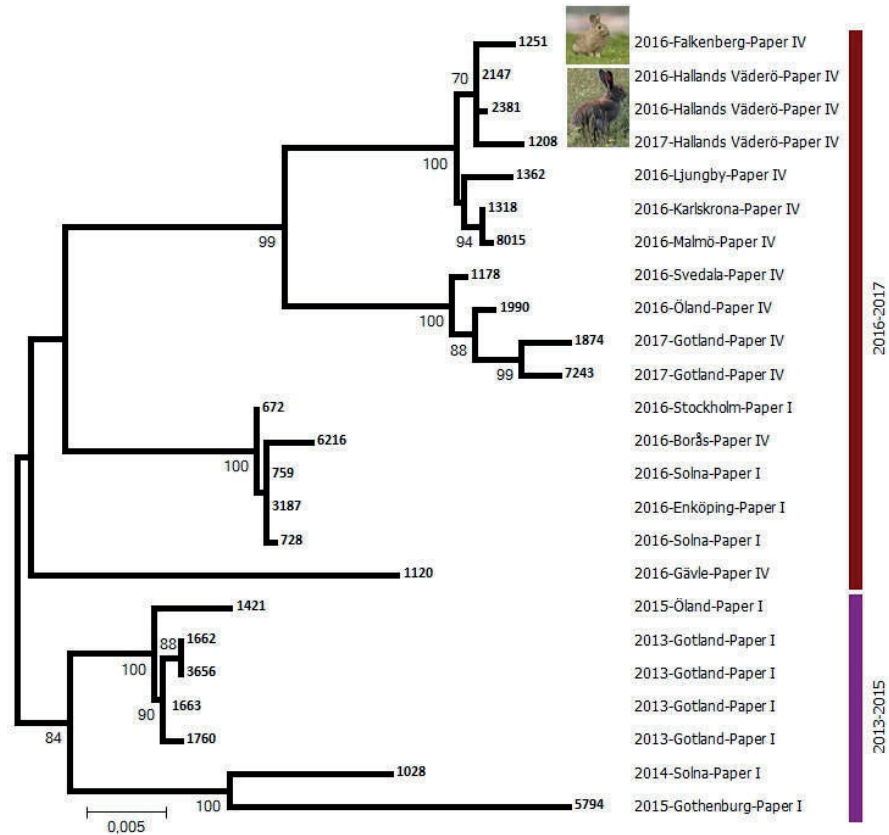 1251 2016-Falkenberg-Paper IV
70 2147 2016-Hallands Väderö-Paper IV
2381 2016-Hallands Väderö-Paper IV
1208 2017-Hallands Väderö-Paper IV
100
1362 2016-Ljungby-Paper IV
1318 2016-Karlskrona-Paper IV
99 94 8015 2016-Malmö-Paper IV
1178 2016-Svedala-Paper IV
1990 2016-Öland-Paper IV
100
1874 2017-Gotland-Paper IV
88
99 7243 2017-Gotland-Paper IV
672 2016-Stockholm-Paper I
6216 2016-Borås-Paper IV
100
759 2016-Solna-Paper I
3187 2016-Enköping-Paper I
728 2016-Solna-Paper I
1120 2016-Gävle-Paper IV
2016-2017
1421 2015-Öland-Paper I
88 1662 2013-Gotland-Paper I
100 3656 2013-Gotland-Paper I
1663 2013-Gotland-Paper I
90
84 1760 2013-Gotland-Paper I
1028 2014-Solna-Paper I
100 5794 2015-Gothenburg-Paper I
2013-2015
0,005